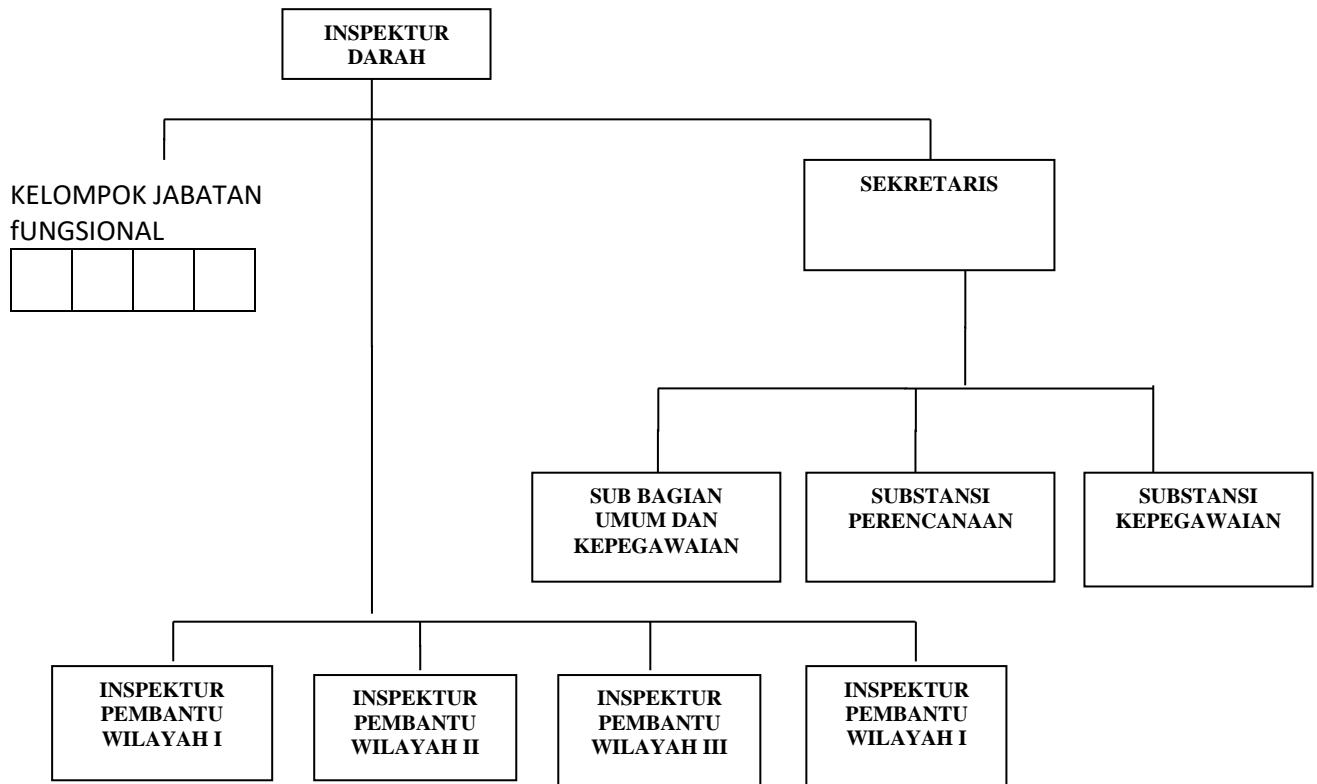 INSPEKTUR
DARAH
KELOMPOK JABATAN
fUNGSIONAL
SEKRETARIS
SUB BAGIAN
UMUM DAN
KEPEGAWAIAN
SUBSTANSI
PERENCANAAN
SUBSTANSI
KEPEGAWAIAN
INSPEKTUR
PEMBANTU
WILAYAH I
INSPEKTUR
PEMBANTU
WILAYAH II
INSPEKTUR
PEMBANTU
WILAYAH III
INSPEKTUR
PEMBANTU
WILAYAH I